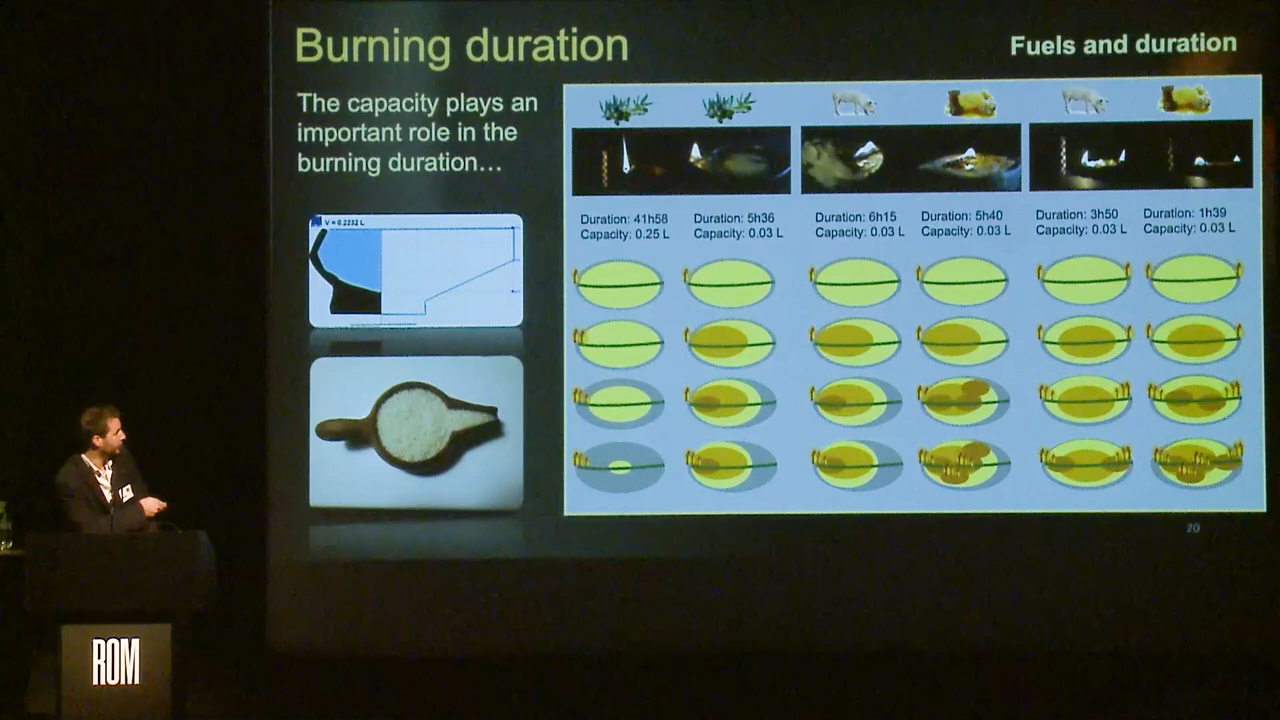 Burning duration
Fuels and duration
The capacity plays an
important role in the
burning duration...
V = 0.2232 L
Duration: 41h58
Capacity: 0.25 L
Duration: 5h36
Capacity: 0.03 L
Duration: 6h15
Capacity: 0.03 L
Duration: 5h40
Capacity: 0.03 L
Duration: 3h50
Capacity: 0.03 L
Duration: 1h39
Capacity: 0.03 L
20
ROM